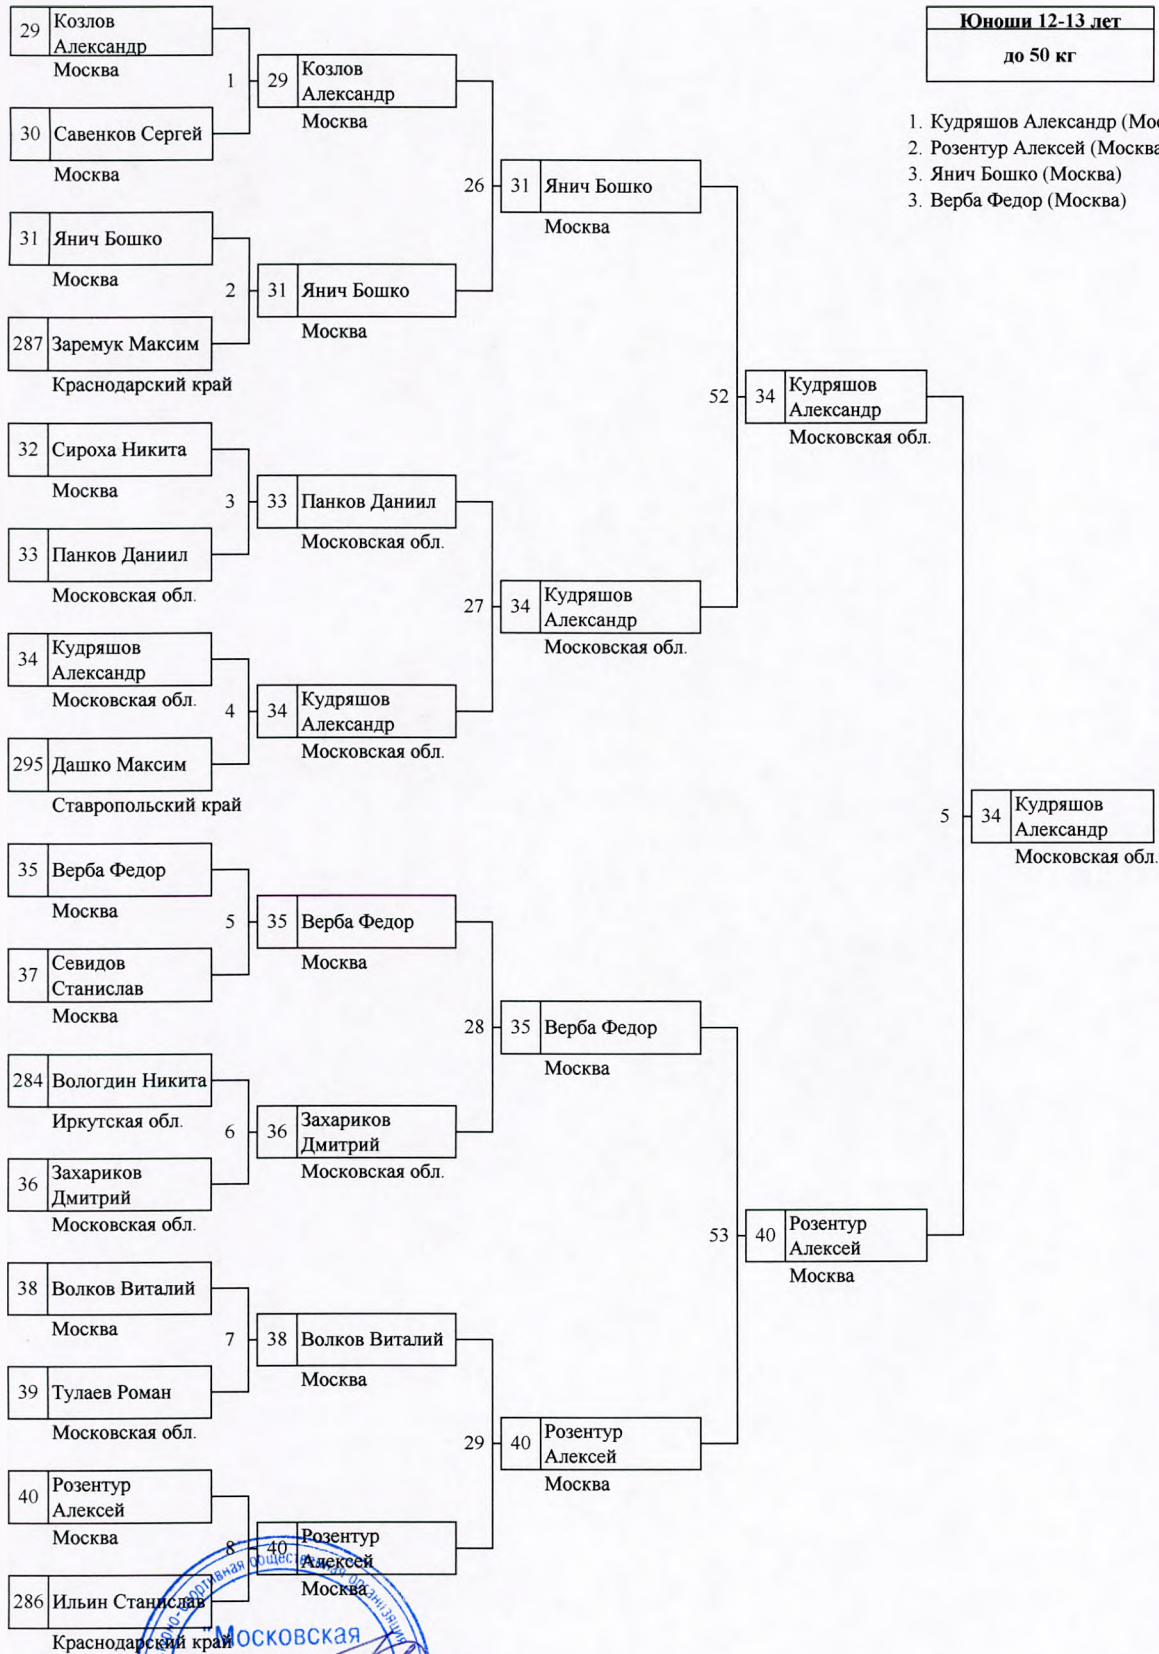 Юноши 12-13 лет
до 50 кг
1. Кудряшов Александр (Мос
2. Розентур Алексей (Москва
3. Янич Бошко (Москва)
3. Верба Федор (Москва)
29 Козлов
Александр
Москва
1
30 Савенков Сергей
Москва
31 Янич Бошко
Москва
2
287 Заремук Максим
Краснодарский край
32 Сироха Никита
Москва
3
33 Панков Даниил
Московская обл.
34 Кудряшов
Александр
Московская обл.
4
295 Дашко Максим
Ставропольский край
35 Верба Федор
Москва
5
37 Севидов
Станислав
Москва
284 Вологдин Никита
Иркутская обл.
6
36 Захариков
Дмитрий
Московская обл.
38 Волков Виталий
Москва
7
39 Тулаев Роман
Московская обл.
40 Розентур
Алексей
Москва
8
286 Ильин Станислав
Краснодарский край
29 Козлов
Александр
Москва
26
31 Янич Бошко
Москва
33 Панков Даниил
Московская обл.
27
34 Кудряшов
Александр
Московская обл.
35 Верба Федор
Москва
28
36 Захариков
Дмитрий
Московская обл.
38 Волков Виталий
Москва
29
40 Розентур
Алексей
Москва
31 Янич Бошко
Москва
52
34 Кудряшов
Александр
Московская обл.
35 Верба Федор
Москва
53
40 Розентур
Алексей
Москва
34 Кудряшов
Александр
Московская обл.
5
40 Розентур
Алексей
Москва
34 Кудряшов
Александр
Московская обл.
-спортивная общественная организация
"Московская